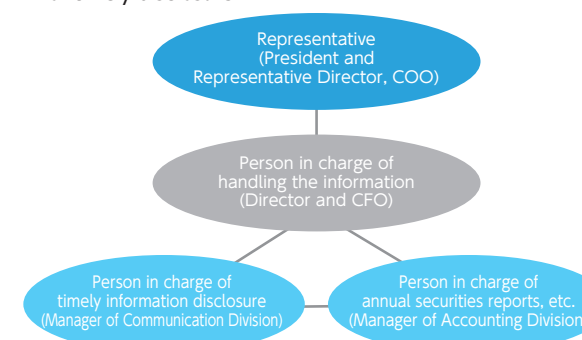 Representative
(President and
Representative Director, COO)
Person in charge of
handling the information
(Director and CFO)
Person in charge of
timely information disclosure
(Manager of Communication Division)
Person in charge of
annual securities reports, etc.
(Manager of Accounting Division